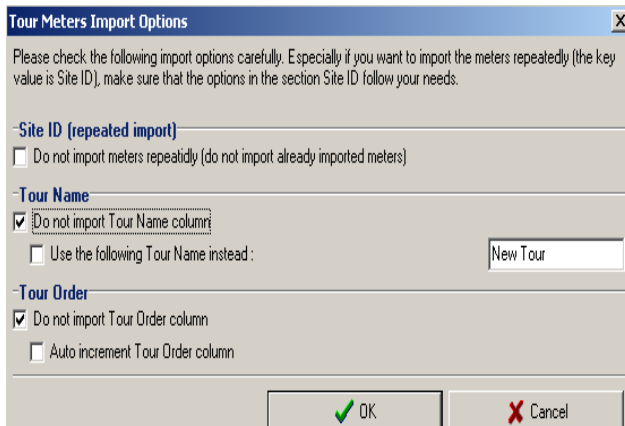 Tour Meters Import Options
Please check the following import options carefully. Especially if you want to import the meters repeatedly (the key
value is Site ID), make sure that the options in the section Site ID follow your needs.
Site ID (repeated import)
Do not import meters repeatidly (do not import already imported meters)
Tour Name
Do not import Tour Name column
Use the following Tour Name instead : New Tour
Tour Order
Do not import Tour Order column
Auto increment Tour Order column
OK Cancel